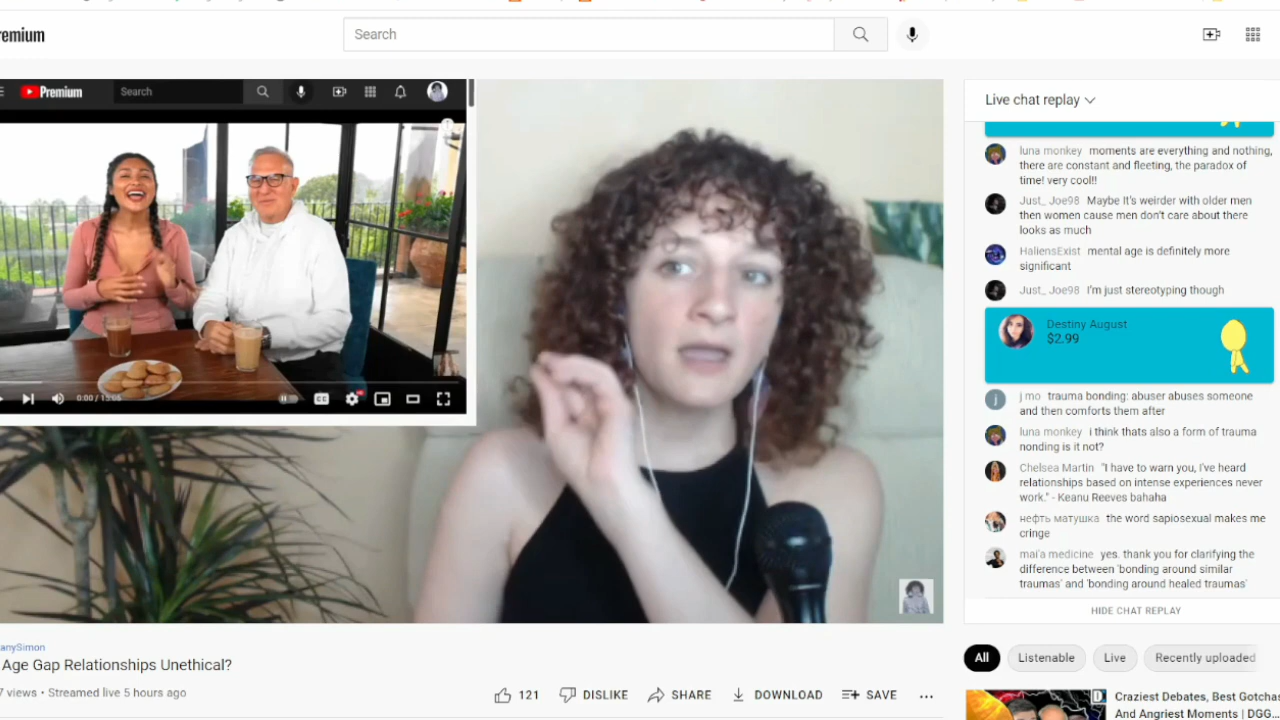 remium
Search
Premium
Search
0:00 / 15:05
CC
Live chat replay
luna monkey moments are everything and nothing,
there are constant and fleeting, the paradox of
time! very cool!!
Just_ Joe98 Maybe It's weirder with older men
then women cause men don't care about there
looks as much
HaliensExist mental age is definitely more
significant
Just_ Joe98 I'm just stereotyping though
Destiny August
$2.99
j mo trauma bonding: abuser abuses someone
and then comforts them after
luna monkey i think thats also a form of trauma
nonding is it not?
Chelsea Martin "I have to warn you, I've heard
relationships based on intense experiences never
work." - Keanu Reeves bahaha
нефть матушка the word sapiosexual makes me
cringe
mai'a medicine yes. thank you for clarifying the
difference between 'bonding around similar
traumas' and 'bonding around healed traumas'
HIDE CHAT REPLAY
anySimon
Age Gap Relationships Unethical?
7 views • Streamed live 5 hours ago
121
DISLIKE
SHARE
DOWNLOAD
SAVE
All
Listenable
Live
Recently uploaded
Craziest Debates, Best Gotchas
And Angriest Moments | DGG...